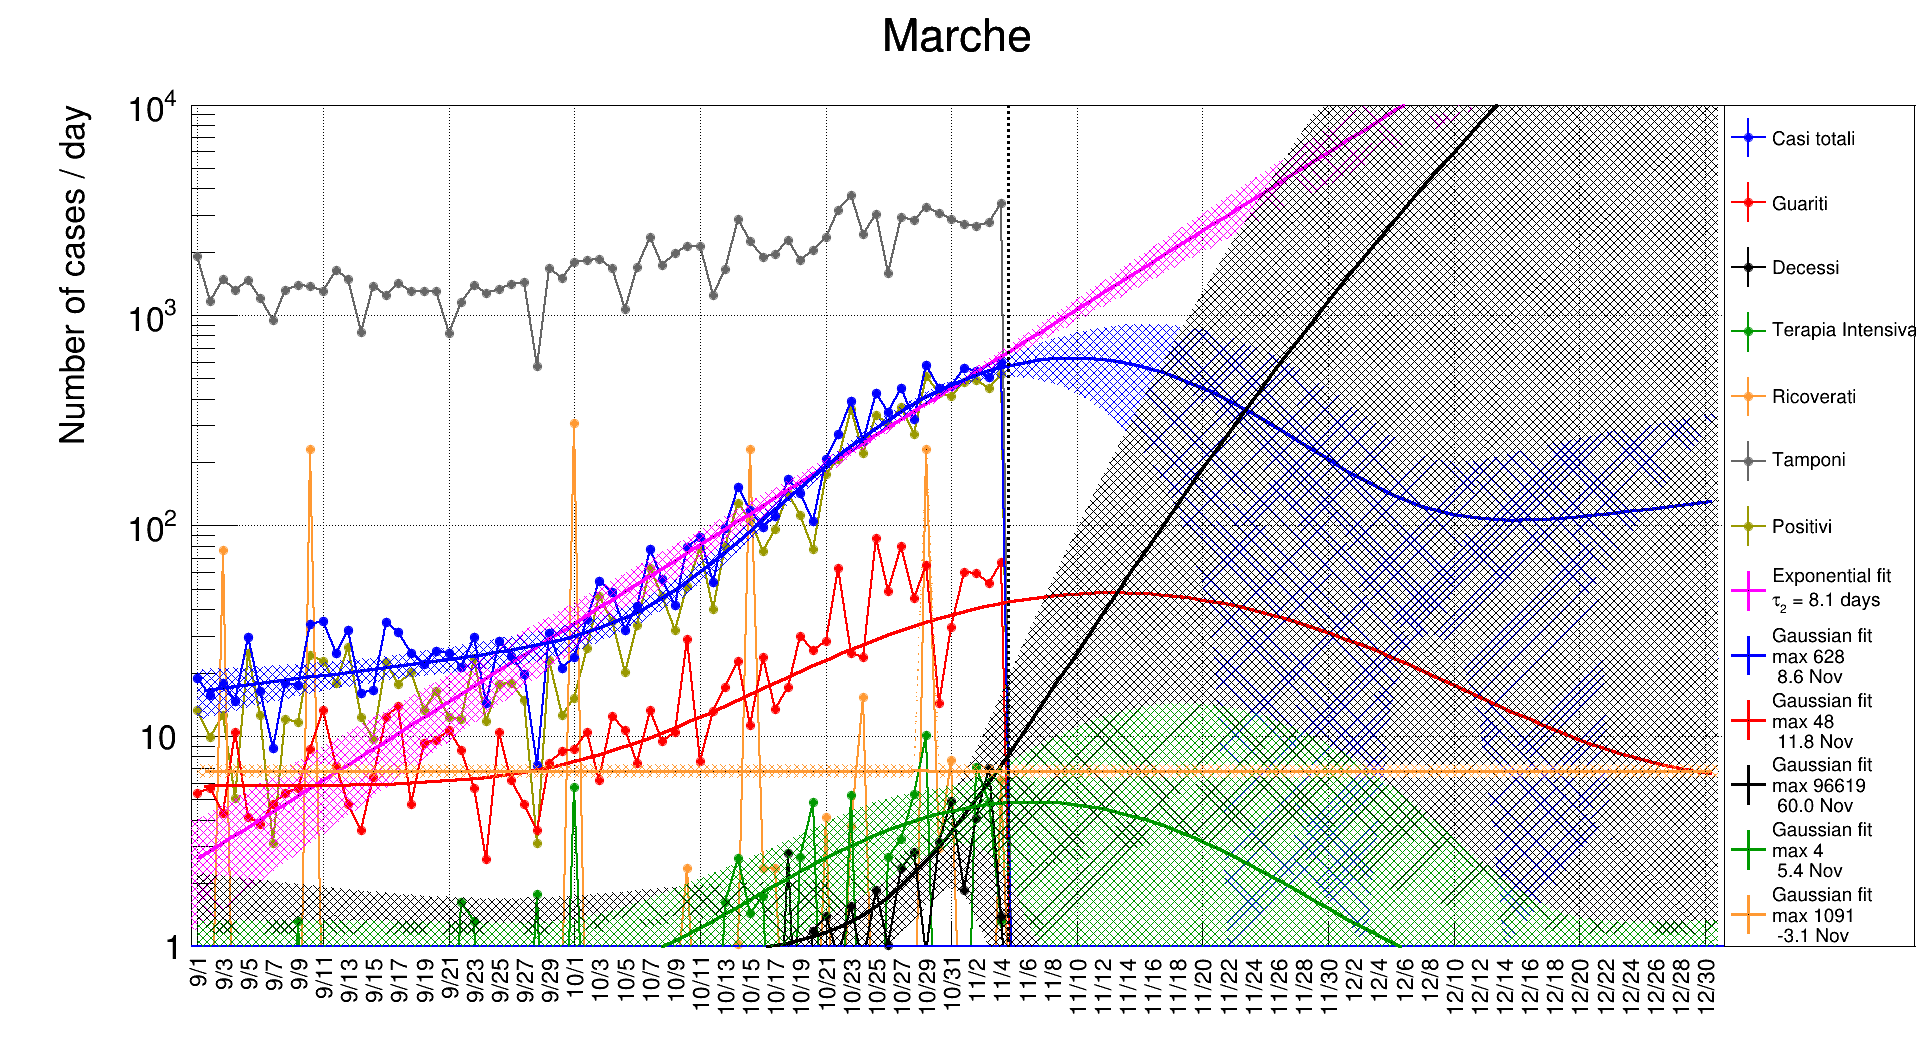 Marche
Number of cases / day
10^4
10^3
10^2
10
1
9/1 9/3 9/5 9/7 9/9 9/11 9/13 9/15 9/17 9/19 9/21 9/23 9/25 9/27 9/29 10/1 10/3 10/5 10/7 10/9 10/11 10/13 10/15 10/17 10/19 10/21 10/23 10/25 10/27 10/29 10/31 11/2 11/4 11/6 11/8 11/10 11/12 11/14 11/16 11/18 11/20 11/22 11/24 11/26 11/28 11/30 12/2 12/4 12/6 12/8 12/10 12/12 12/14 12/16 12/18 12/20 12/22 12/24 12/26 12/28 12/30
Casi totali
Guariti
Decessi
Terapia Intensiva
Ricoverati
Tamponi
Positivi
Exponential fit
τ₂ = 8.1 days
Gaussian fit
max 628
8.6 Nov
Gaussian fit
max 48
11.8 Nov
Gaussian fit
max 96619
60.0 Nov
Gaussian fit
max 4
5.4 Nov
Gaussian fit
max 1091
-3.1 Nov